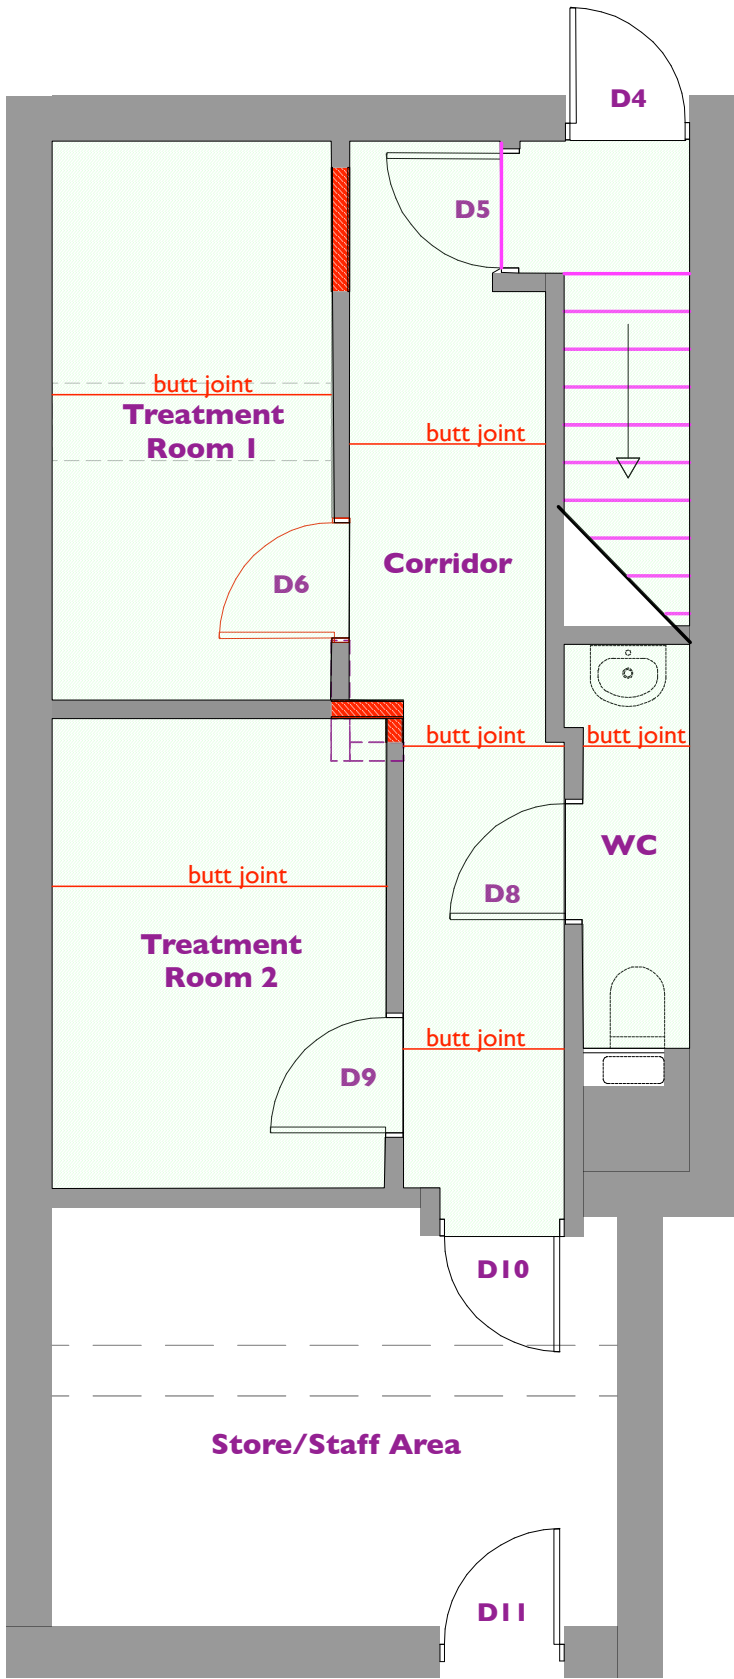 D4
D5
butt joint
Treatment
Room 1
butt joint
Corridor
D6
butt joint
butt joint
WC
butt joint
D8
Treatment
Room 2
butt joint
D9
D10
Store/Staff Area
D11